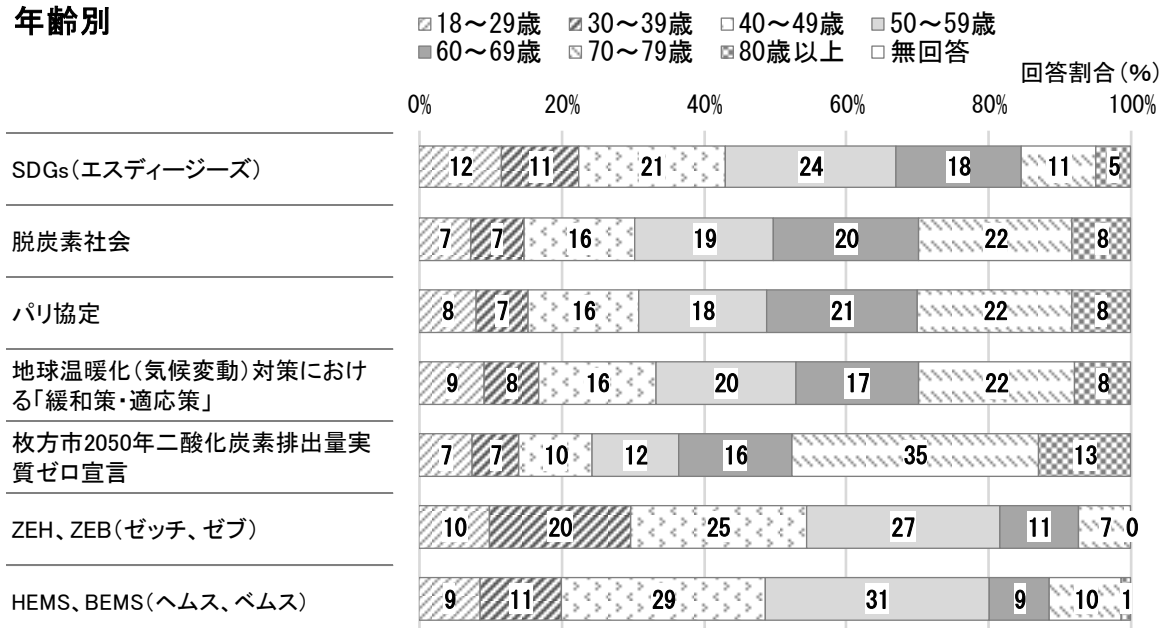 年齢別
18～29歳 30～39歳 40～49歳 50～59歳
60～69歳 70～79歳 80歳以上 無回答
回答割合(%)
0% 20% 40% 60% 80% 100%
SDGs(エスディージーズ) 12 11 21 24 18 11 5
脱炭素社会 7 7 16 19 20 22 8
パリ協定 8 7 16 18 21 22 8
地球温暖化(気候変動)対策におけ
る「緩和策・適応策」 9 8 16 20 17 22 8
枚方市2050年二酸化炭素排出量実
質ゼロ宣言 7 7 10 12 16 35 13
ZEH、ZEB(ゼッチ、ゼブ) 10 20 25 27 11 7 0
HEMS、BEMS(ヘムス、ベムス) 9 11 29 31 9 10 1